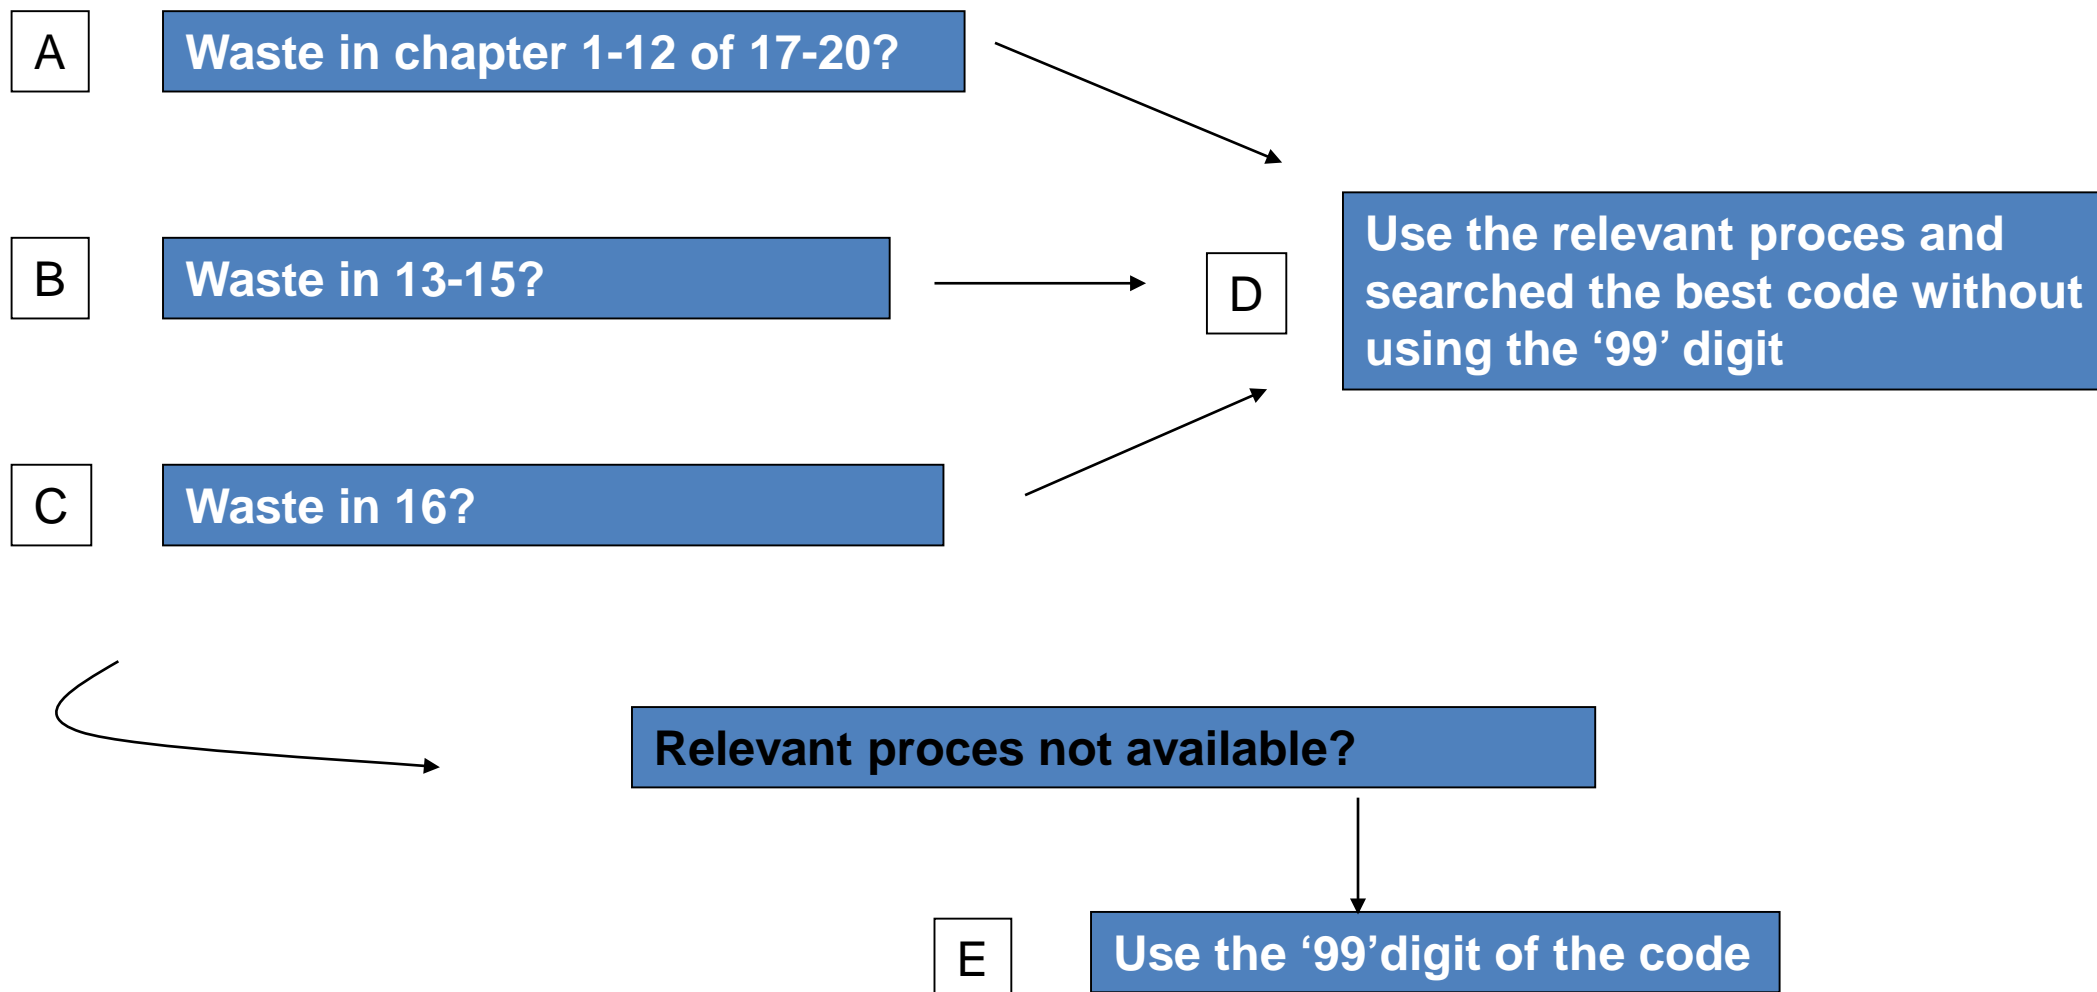 A
Waste in chapter 1-12 of 17-20?
B
Waste in 13-15?
D
Use the relevant proces and
searched the best code without
using the ‘99’ digit
C
Waste in 16?
Relevant proces not available?
E
Use the ‘99’digit of the code